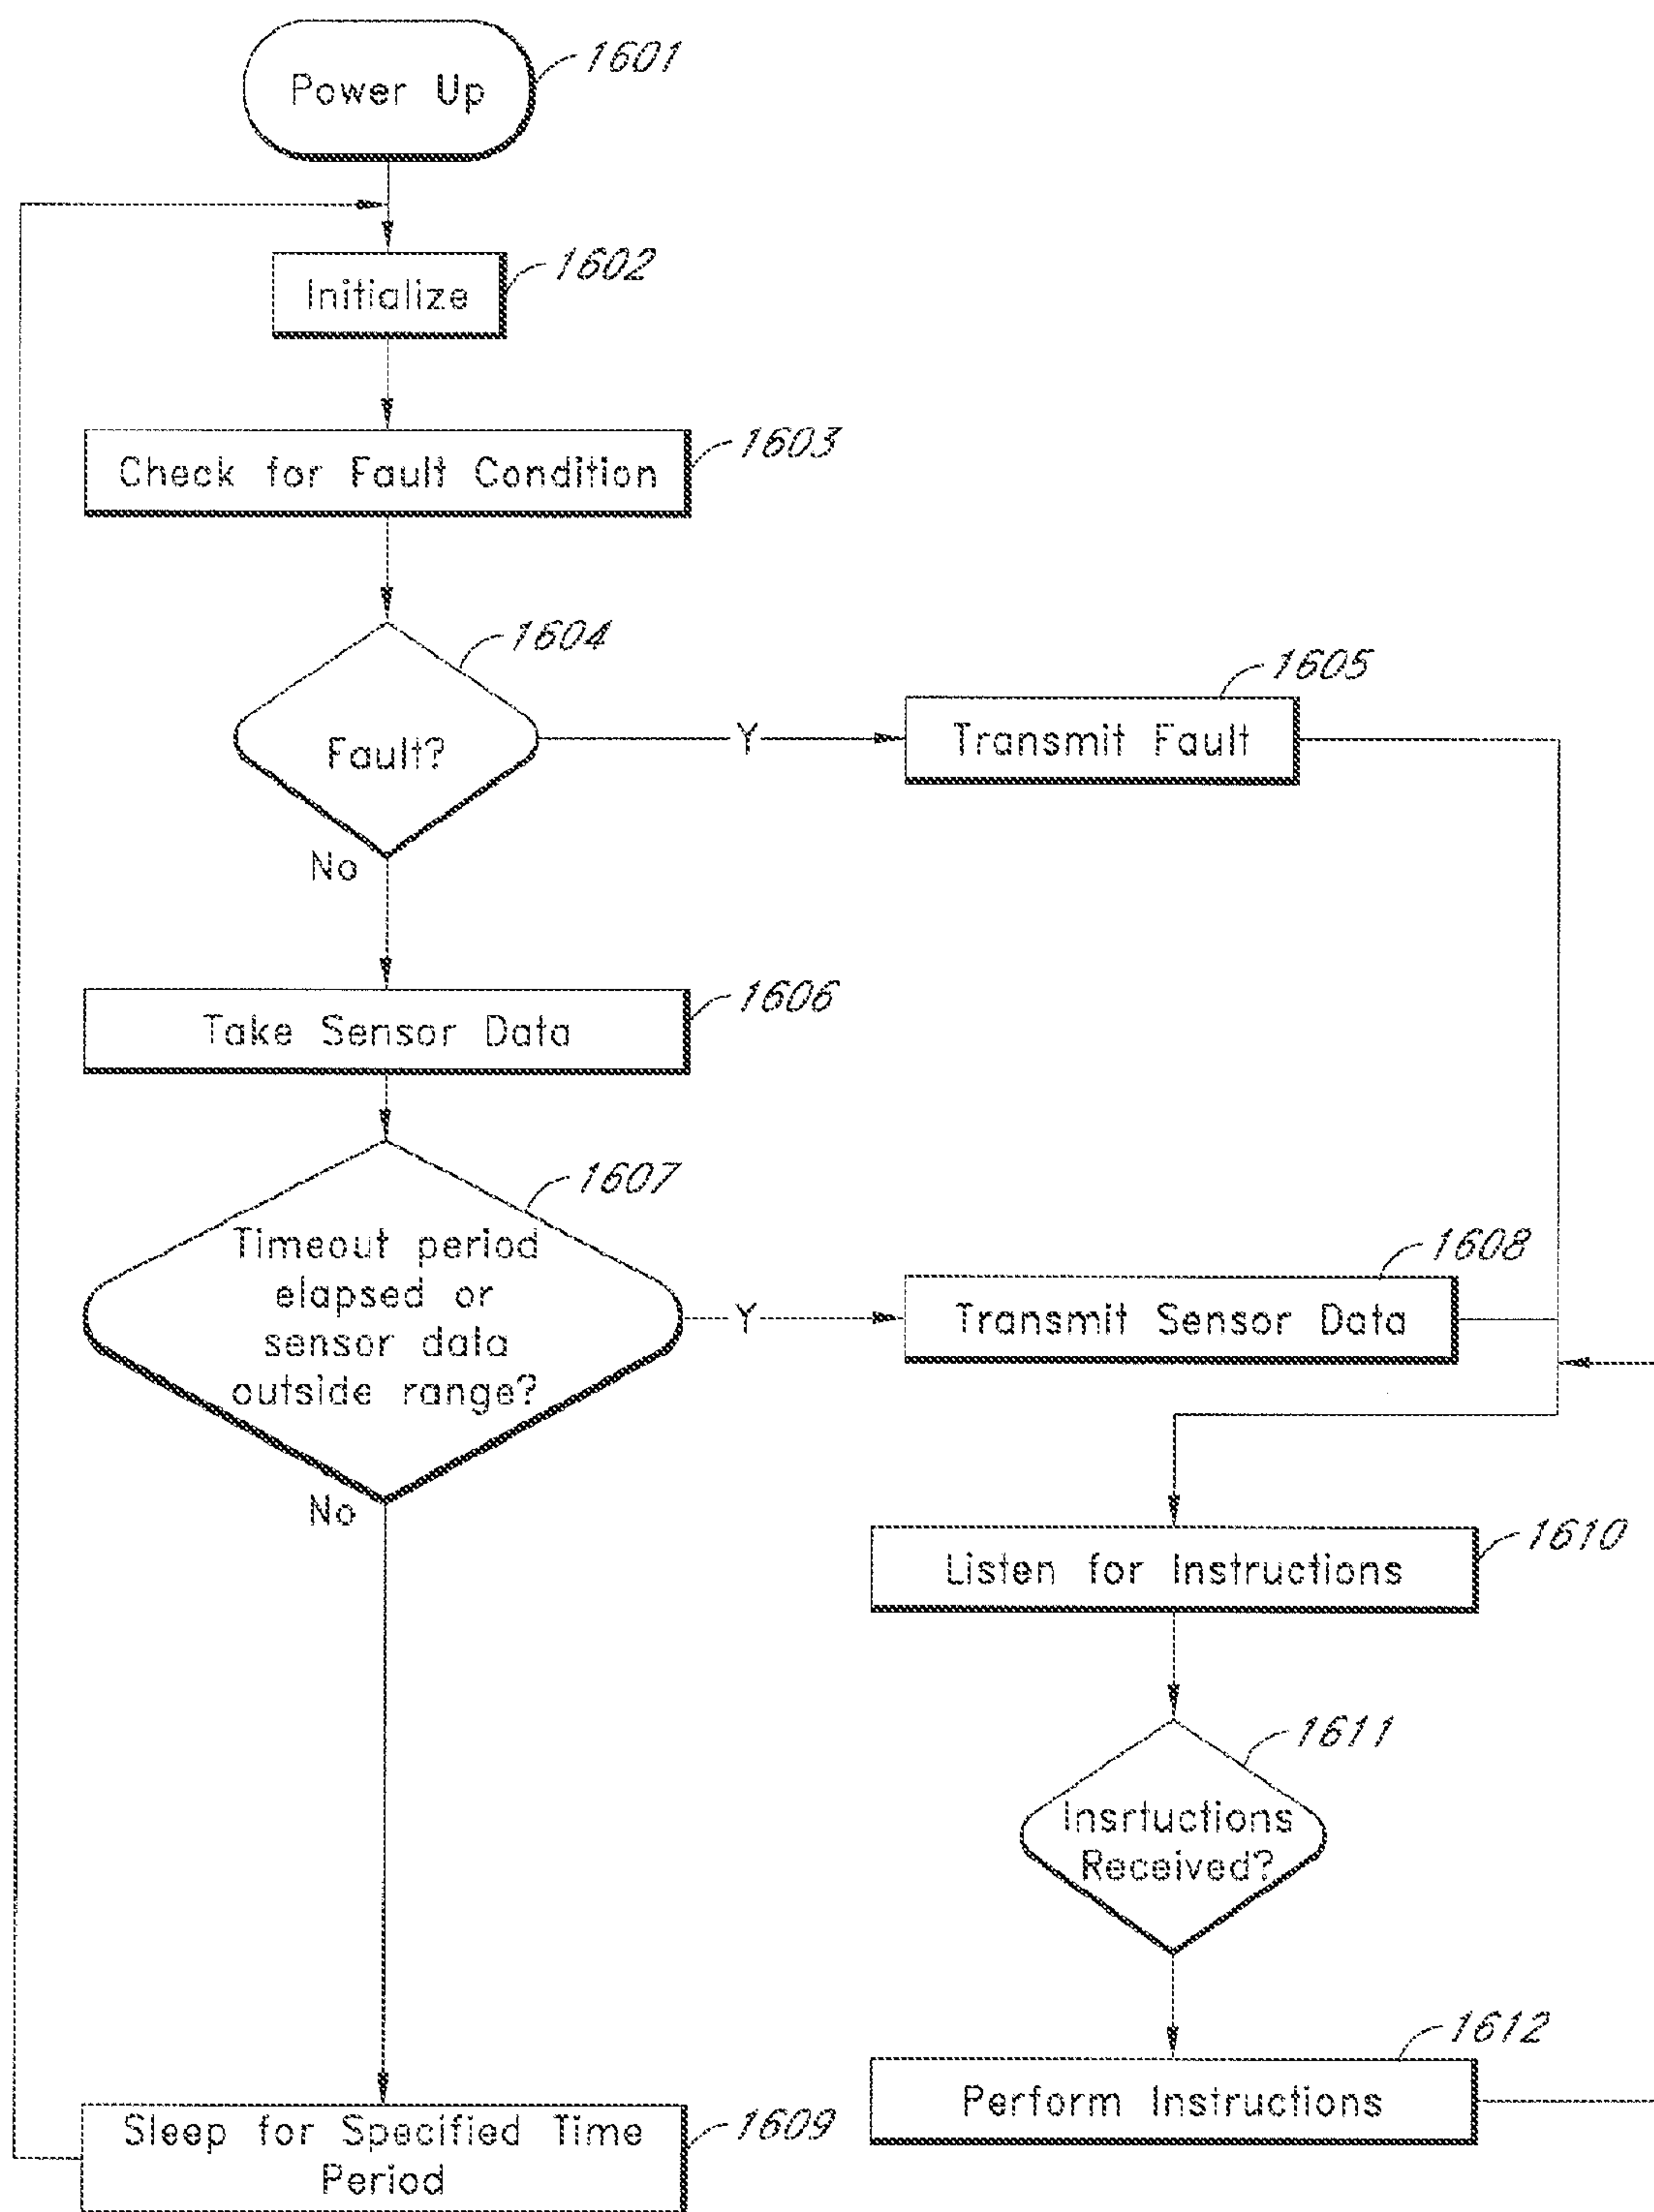 Power Up
1601
Initialize
1602
Check for Fault Condition
1603
Fault?
1604
Y
Transmit Fault
1605
No
Take Sensor Data
1606
Timeout period
elapsed or
sensor data
outside range?
1607
Y
Transmit Sensor Data
1608
No
Listen for Instructions
1610
Insrtuctions
Received?
1611
Perform Instructions
1612
Sleep for Specified Time
Period
1609